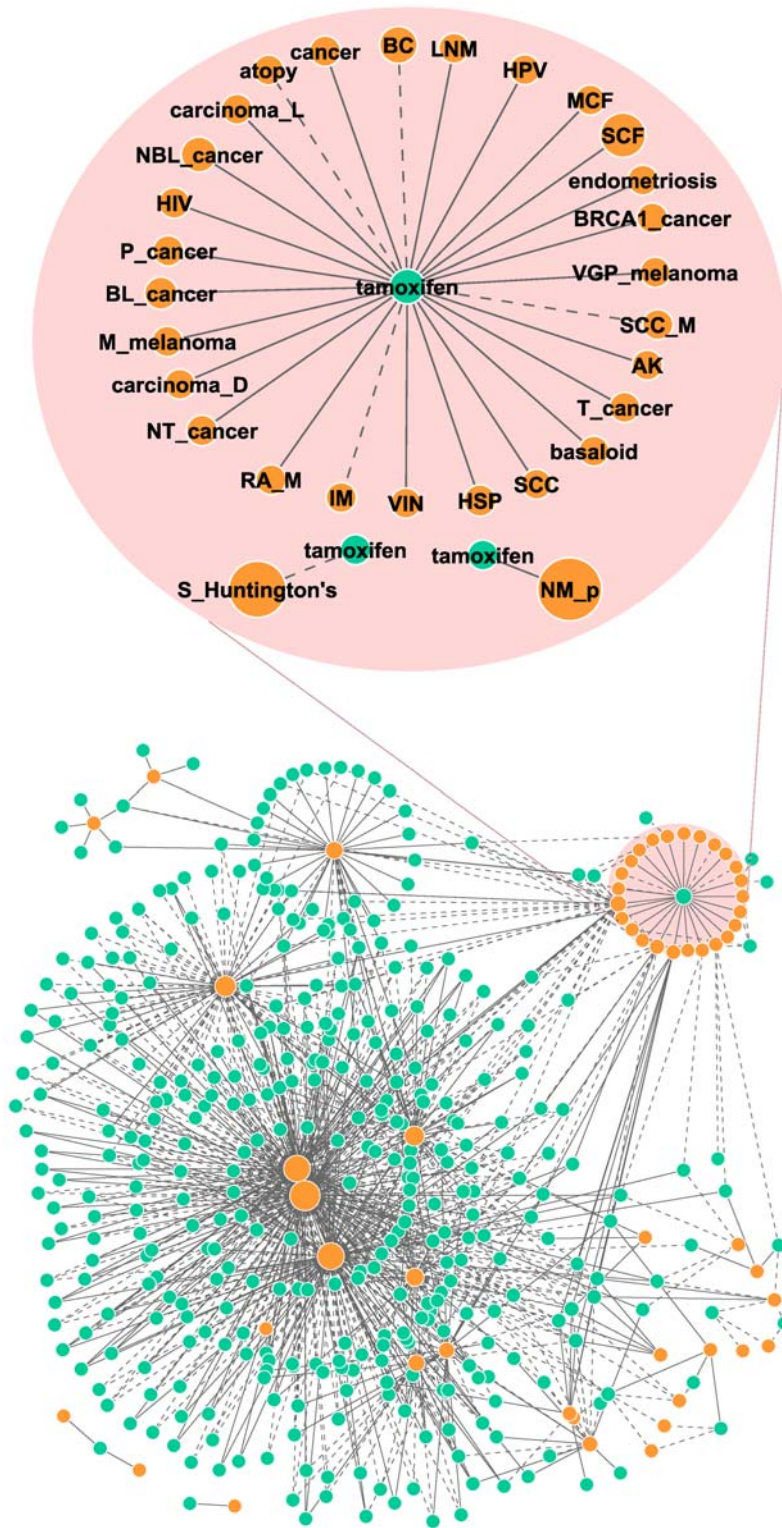 BC
LNM
cancer
HPV
atopy
MCF
carcinoma_L
SCF
NBL_cancer
endometriosis
HIV
BRCA1_cancer
P_cancer
VGP_melanoma
tamoxifen
BL_cancer
SCC_M
M_melanoma
AK
carcinoma_D
T_cancer
NT_cancer
basaloid
RA_M
SCC
IM
VIN
HSP
tamoxifen
tamoxifen
S_Huntington's
NM_p